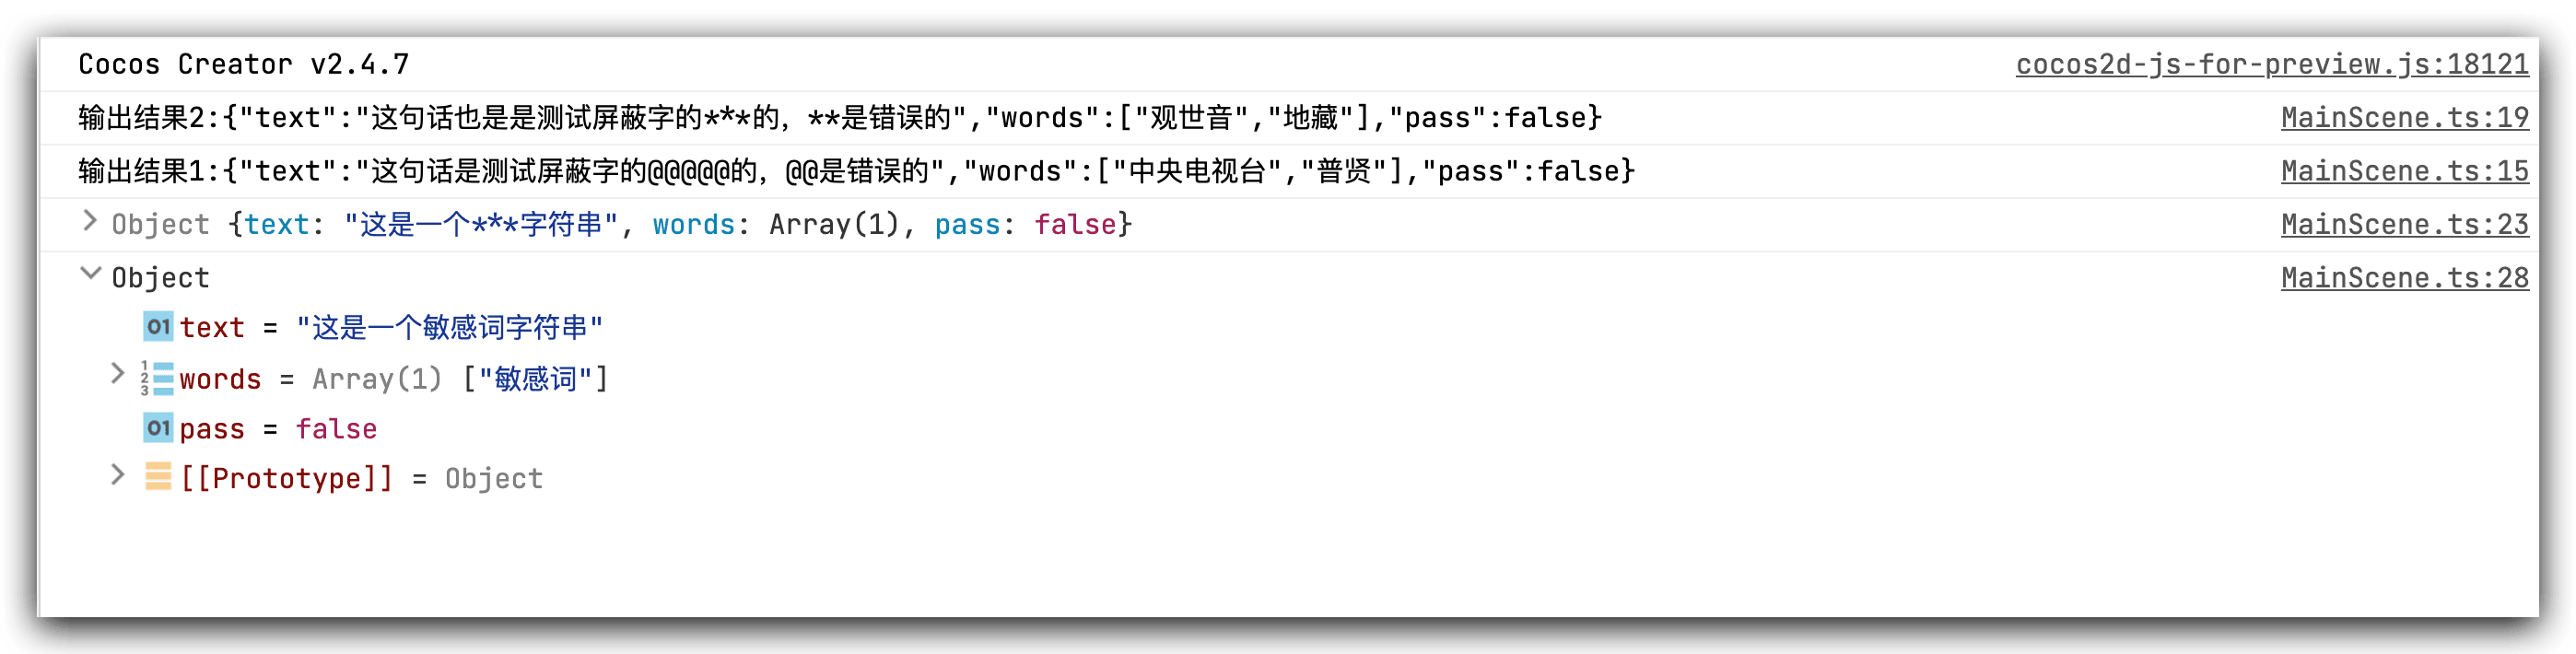 Cocos Creator v2.4.7 cocos2d-js-for-preview.js:18121
输出结果2:{"text":"这句话也是是测试屏蔽字的***的，**是错误的","words":["观世音","地藏"],"pass":false} MainScene.ts:19
输出结果1:{"text":"这句话是测试屏蔽字的@@@@@的，@@是错误的","words":["中央电视台","普贤"],"pass":false} MainScene.ts:15
Object {text: "这是一个***字符串", words: Array(1), pass: false} MainScene.ts:23
Object MainScene.ts:28
01 text = "这是一个敏感词字符串"
123 words = Array(1) ["敏感词"]
01 pass = false
[[Prototype]] = Object